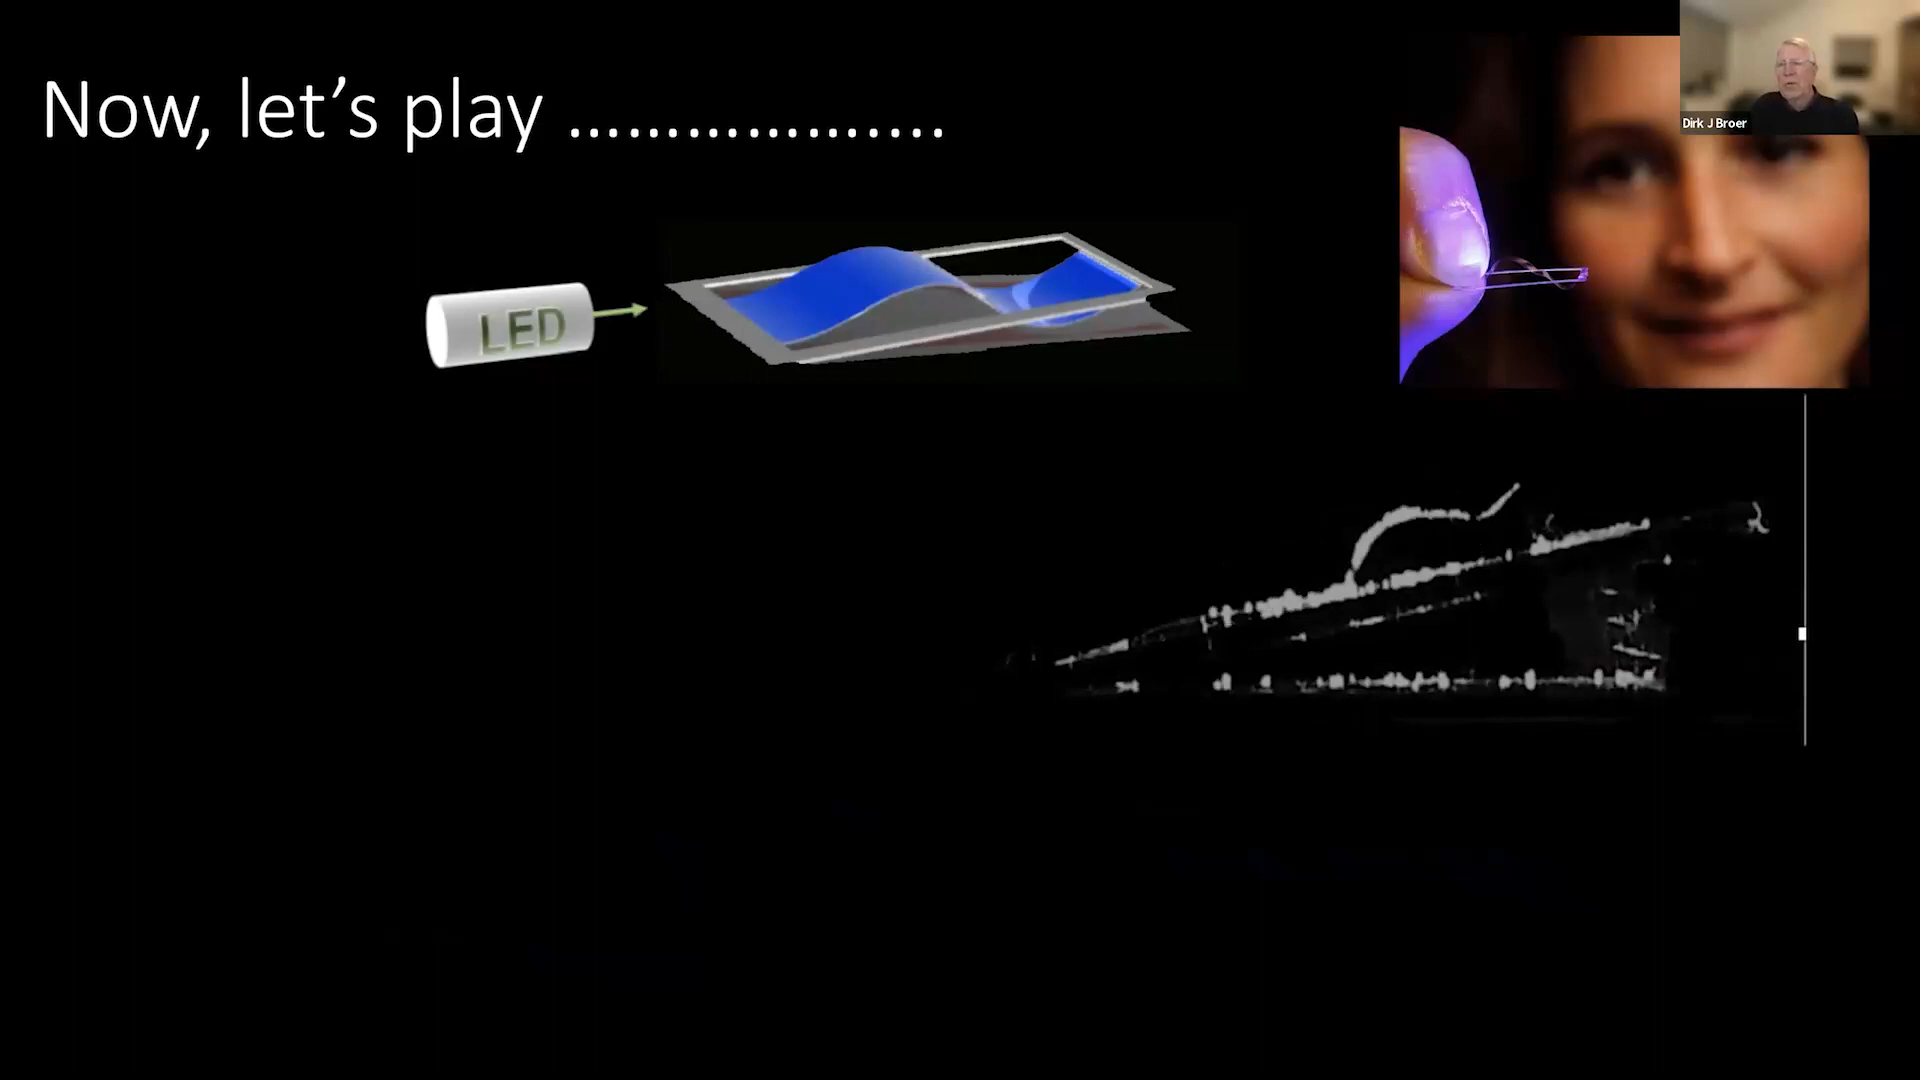 Now, let’s play ...................
Dirk J Broer
LED